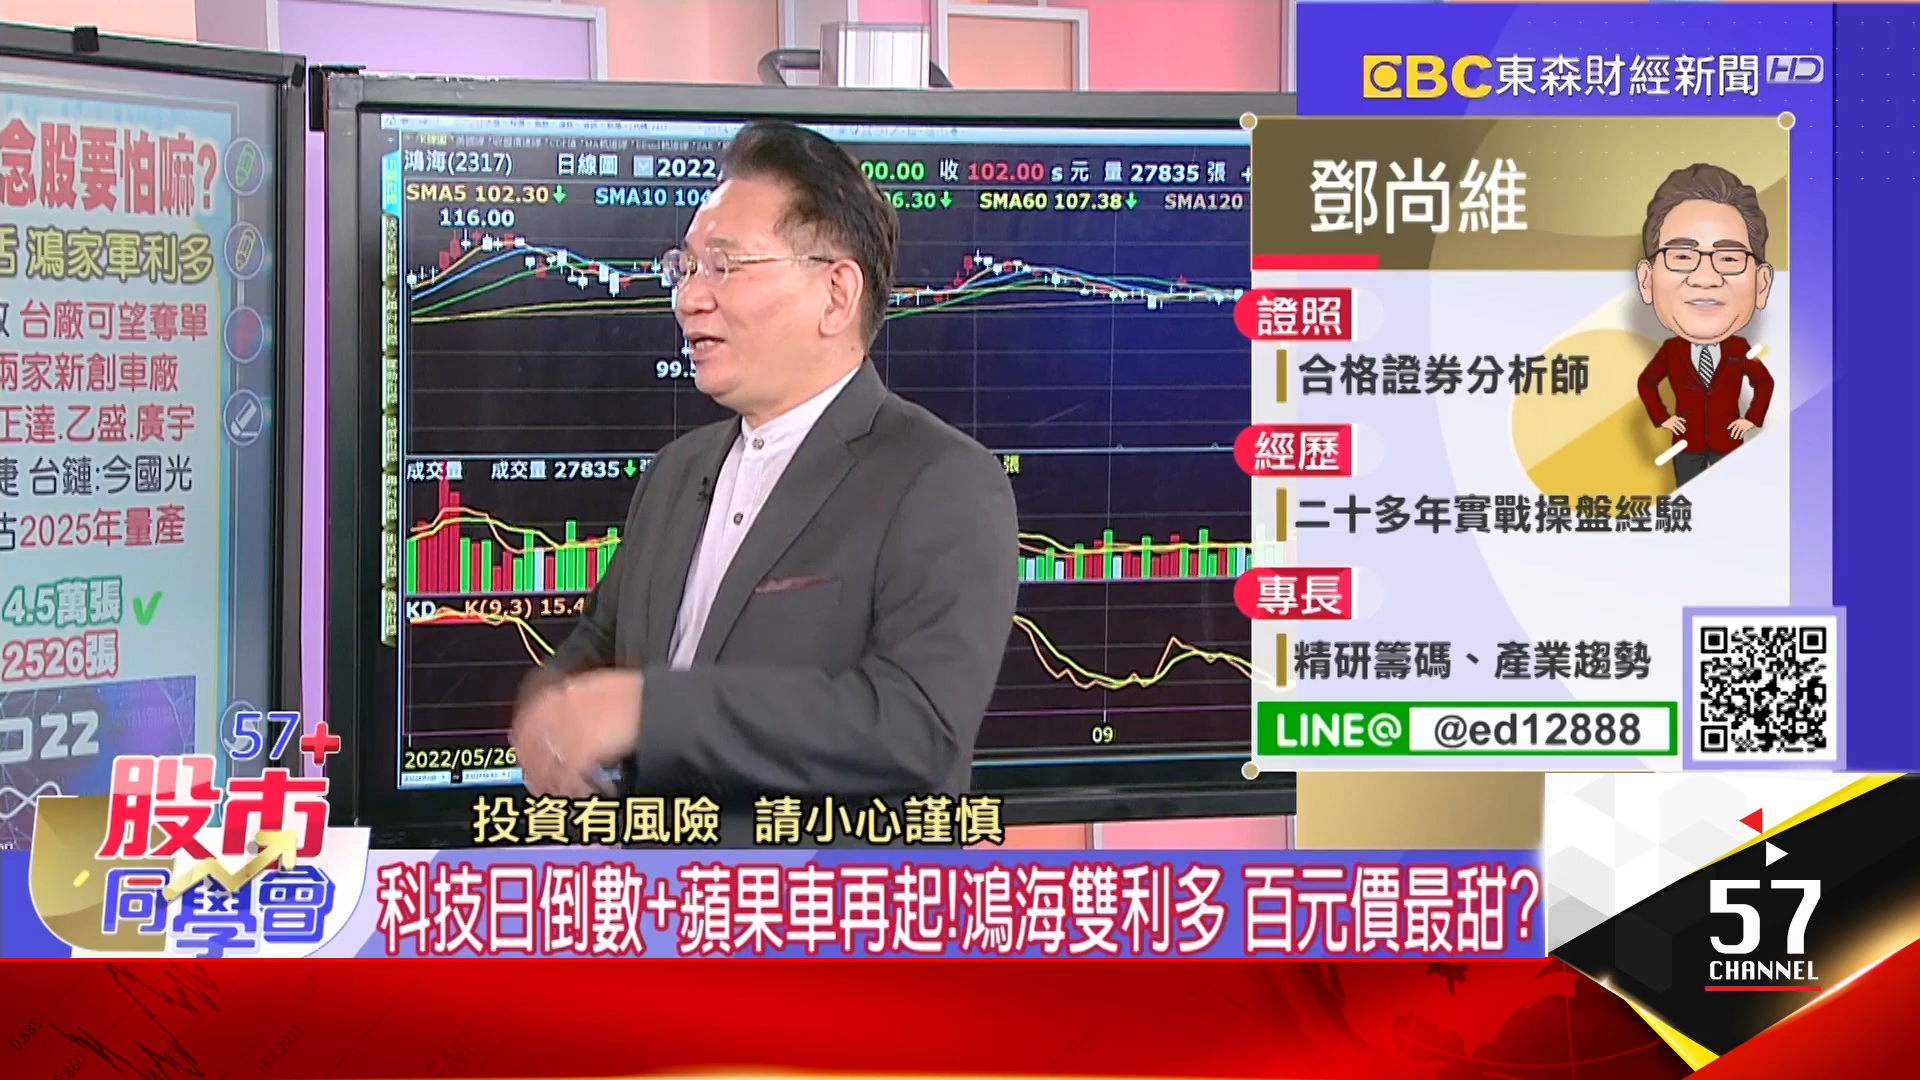 EBC東森財經新聞HD
念股要怕嘛?
鴻家軍利多
台廠可望奪單
兩家新創車廠
正達.乙盛.廣宇
台鏈:今國光
2025年量產
4.5萬張
2526張
鴻海(2317) 日線圖 2022 00.00 收 102.00 s 元 量 27835 張
SMA5 102.30 SMA10 104 6.30 SMA60 107.38 SMA120
116.00
99.5
成交量 成交量 27835
KD K(9,3) 15.4
2022/05/26
09
鄧尚維
證照
合格證券分析師
經歷
二十多年實戰操盤經驗
專長
精研籌碼、產業趨勢
LINE@ @ed12888
投資有風險 請小心謹慎
57+
股市
同學會
科技日倒數+蘋果車再起!鴻海雙利多 百元價最甜?
57
CHANNEL